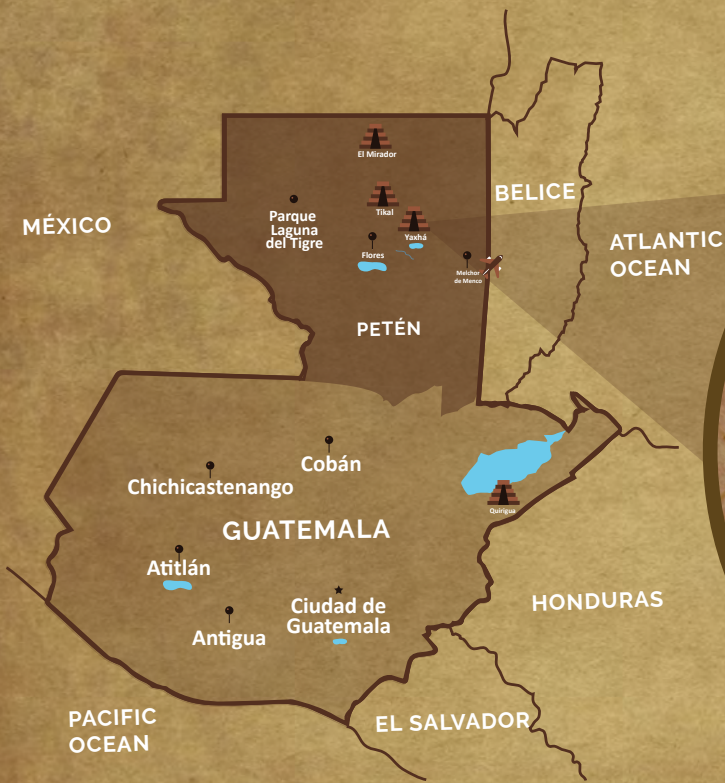 El Mirador
BELICE
Tikal
MÉXICO
Parque
Laguna
del Tigre
Yaxhá
ATLANTIC
OCEAN
Flores
Melchor
de Menco
PETÉN
Cobán
Chichicastenango
Quirigua
GUATEMALA
Atitlán
Ciudad de
Guatemala
HONDURAS
Antigua
PACIFIC
OCEAN
EL SALVADOR